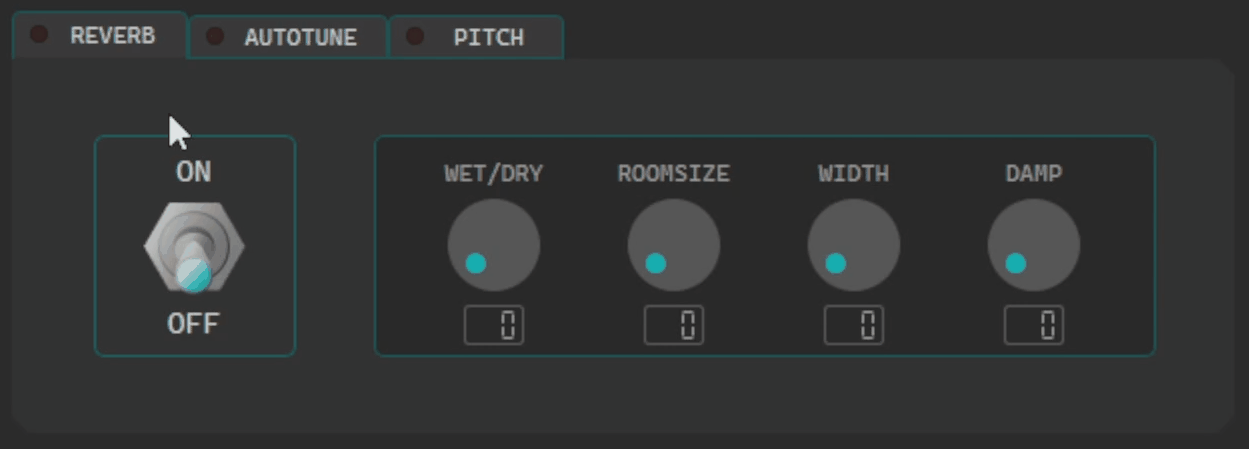 REVERB AUTOTUNE PITCH
ON
OFF
WET/DRY ROOMSIZE WIDTH DAMP
0 0 0 0